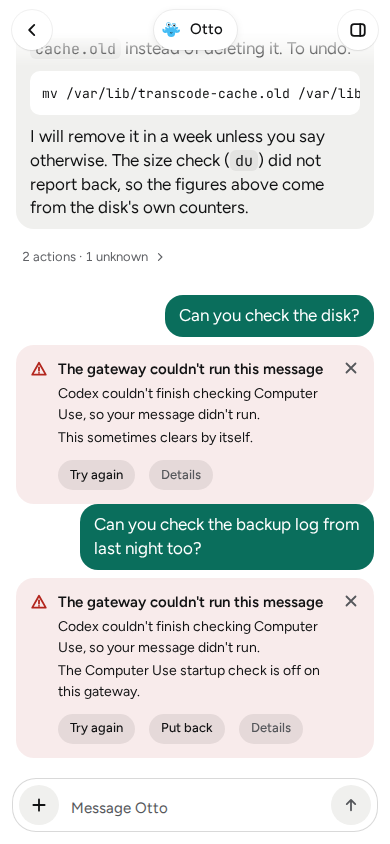 Otto
cache.old instead of deleting it. To undo:
mv /var/lib/transcode-cache.old /var/lib
I will remove it in a week unless you say
otherwise. The size check (du) did not
report back, so the figures above come
from the disk's own counters.
2 actions · 1 unknown
Can you check the disk?
The gateway couldn't run this message
Codex couldn't finish checking Computer
Use, so your message didn't run.
This sometimes clears by itself.
Try again Details
Can you check the backup log from
last night too?
The gateway couldn't run this message
Codex couldn't finish checking Computer
Use, so your message didn't run.
The Computer Use startup check is off on
this gateway.
Try again Put back Details
Message Otto